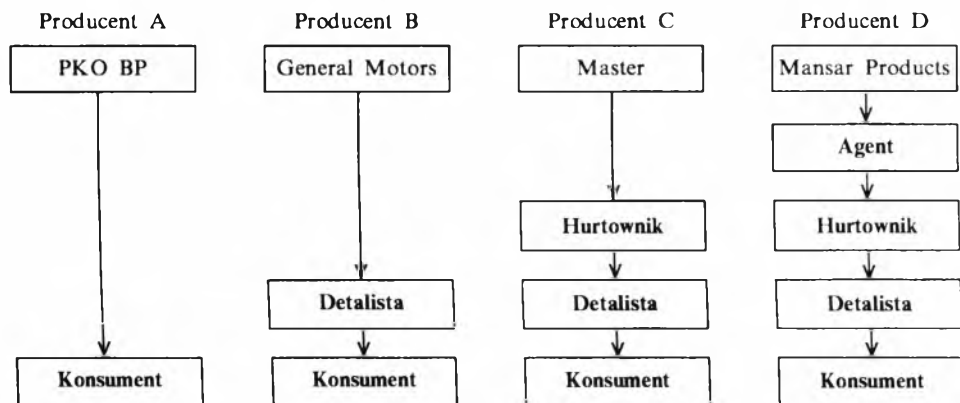 Producent A
Producent B
Producent C
Producent D
PKO BP
General Motors
Master
Mansar Products
Agent
Hurtownik
Hurtownik
Detalista
Detalista
Detalista
Konsument
Konsument
Konsument
Konsument